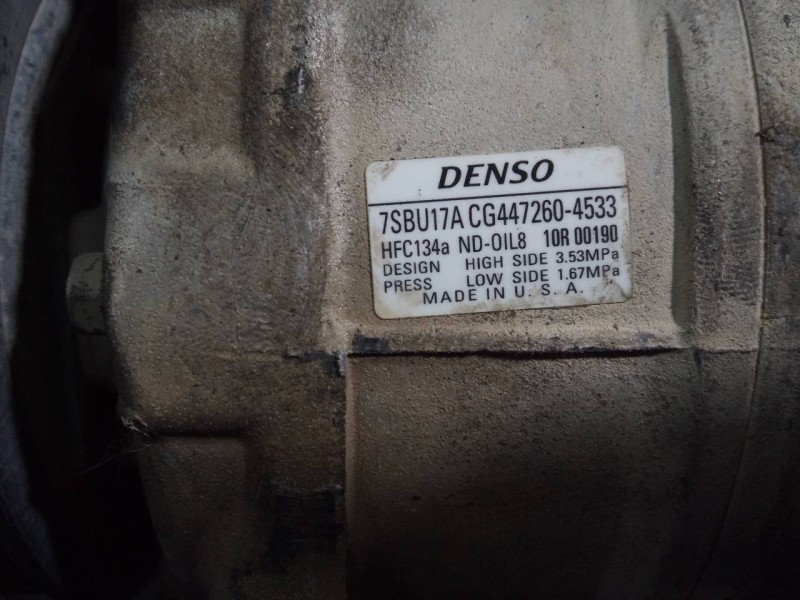 DENSO
7SBU17A CG447260-4533
HFC134a ND-OIL8 10R 00190
DESIGN HIGH SIDE 3.53MPa
PRESS LOW SIDE 1.67MPa
MADE IN U. S. A.